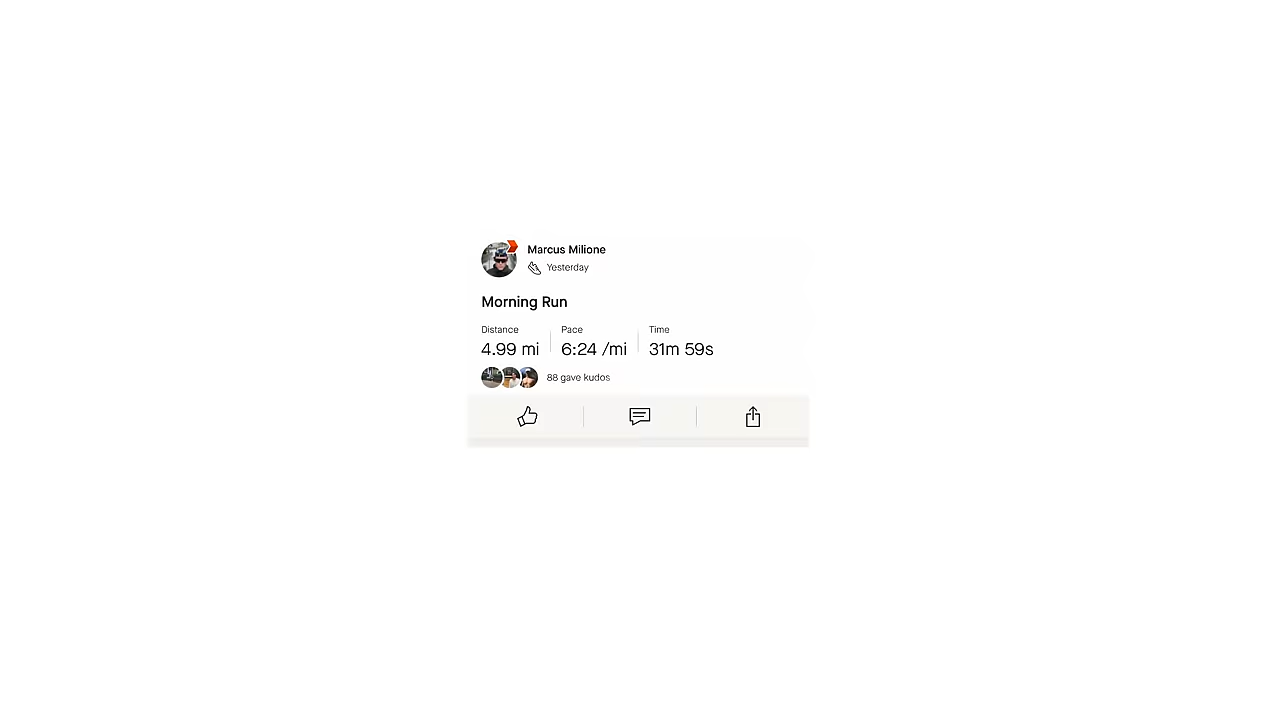 Marcus Milione
Yesterday
Morning Run
Distance Pace Time
4.99 mi 6:24 /mi 31m 59s
88 gave kudos